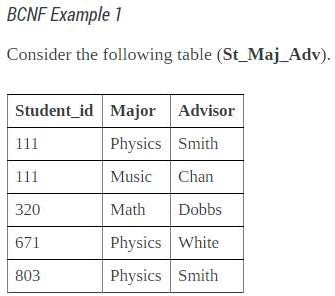 BCNF Example 1
Consider the following table (St_Maj_Adv).
Student_id Major Advisor
111 Physics Smith
111 Music Chan
320 Math Dobbs
671 Physics White
803 Physics Smith